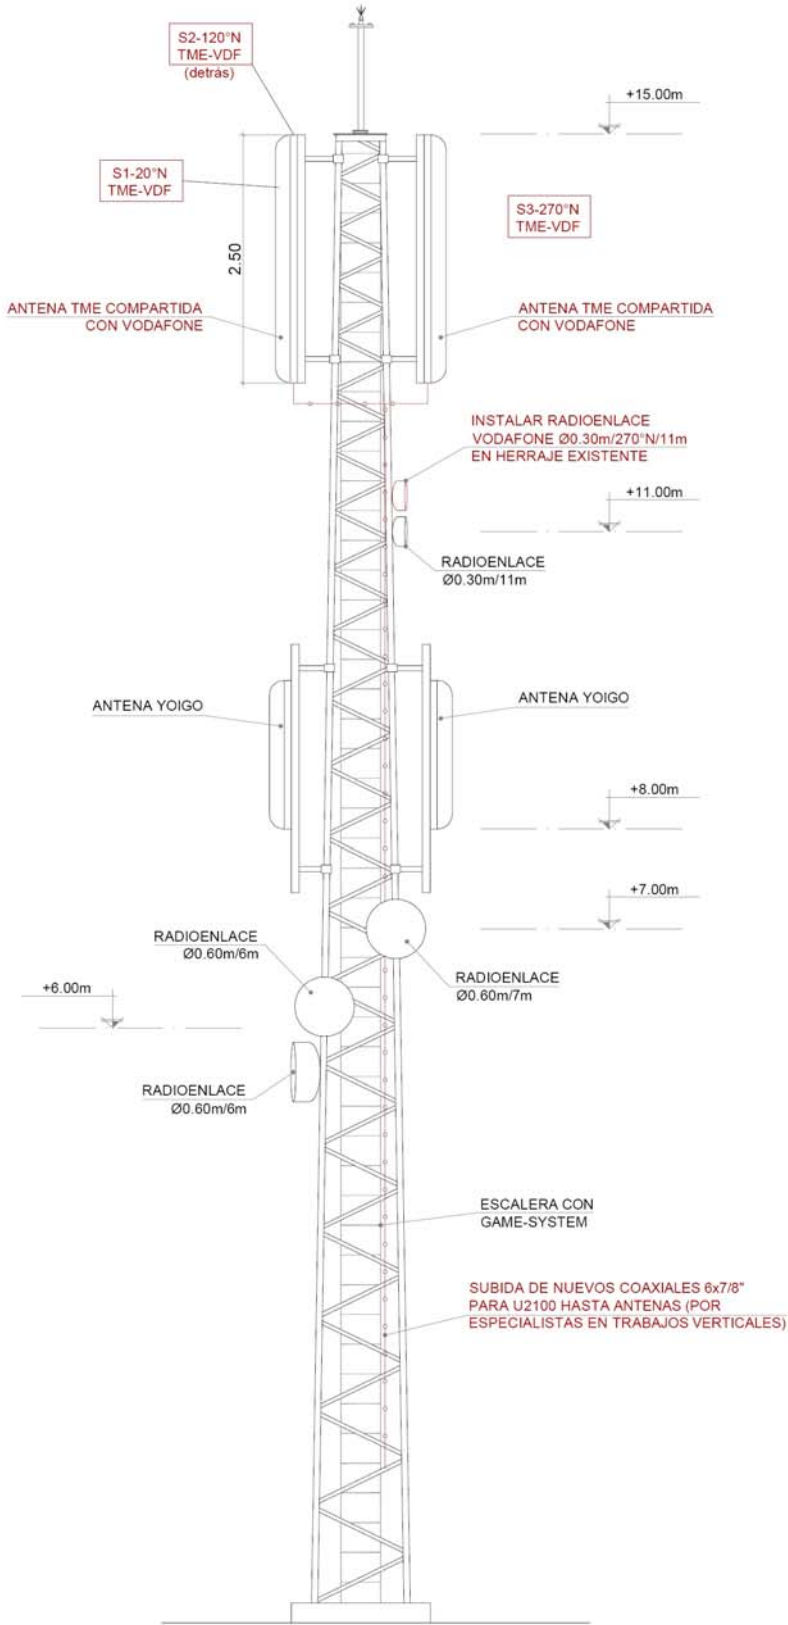 S2-120°N
TME-VDF
(detrás)
+15.00m
S1-20°N
TME-VDF
S3-270°N
TME-VDF
2.50
ANTENA TME COMPARTIDA
CON VODAFONE
ANTENA TME COMPARTIDA
CON VODAFONE
INSTALAR RADIOENLACE
VODAFONE Ø0.30m/270°N/11m
EN HERRAJE EXISTENTE
+11.00m
RADIOENLACE
Ø0.30m/11m
ANTENA YOIGO
ANTENA YOIGO
+8.00m
+7.00m
RADIOENLACE
Ø0.60m/6m
RADIOENLACE
Ø0.60m/7m
+6.00m
RADIOENLACE
Ø0.60m/6m
ESCALERA CON
GAME-SYSTEM
SUBIDA DE NUEVOS COAXIALES 6x7/8"
PARA U2100 HASTA ANTENAS (POR
ESPECIALISTAS EN TRABAJOS VERTICALES)